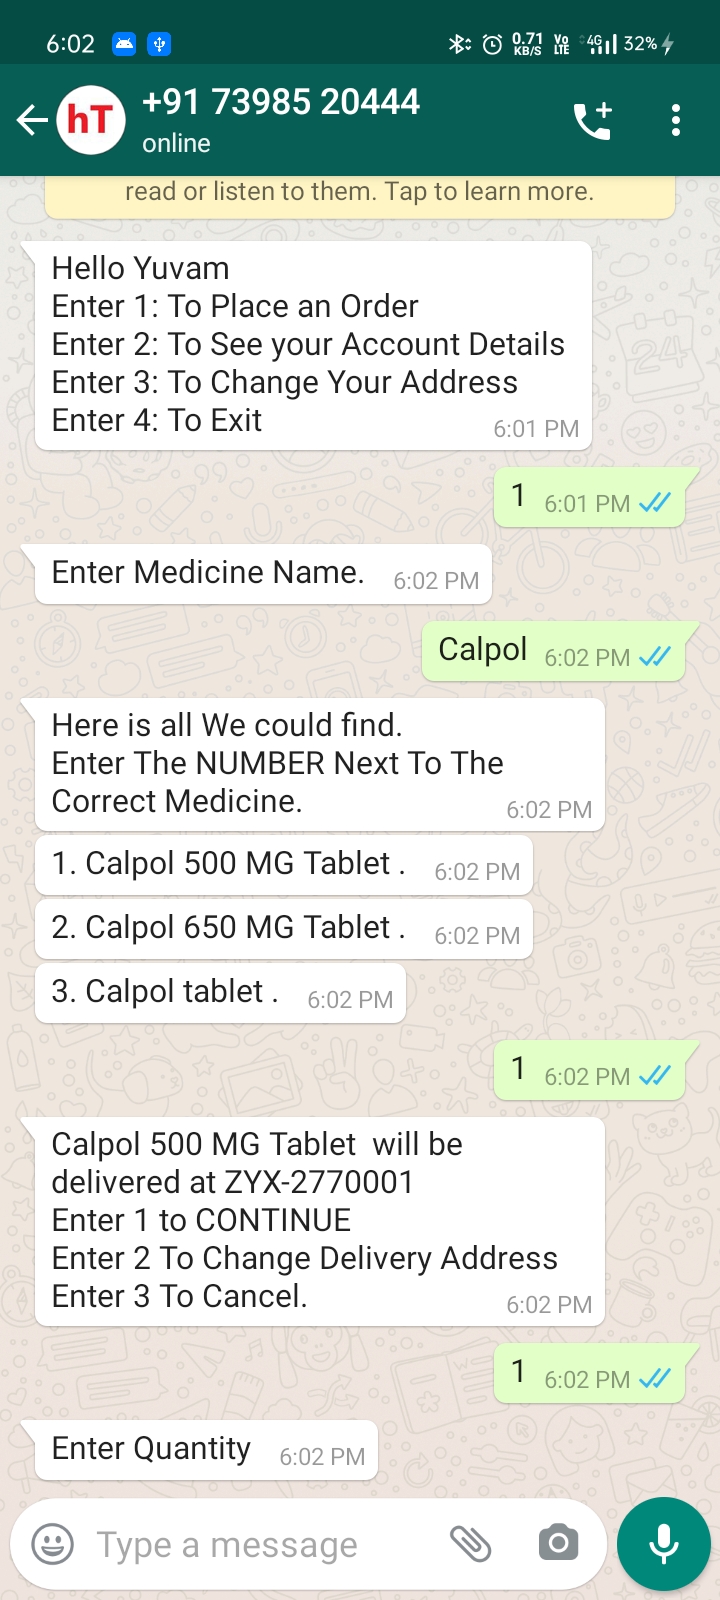 6:02 0.71 KB/S Vo LTE 4G 32%
hT +91 73985 20444
online
read or listen to them. Tap to learn more.
Hello Yuvam
Enter 1: To Place an Order
Enter 2: To See your Account Details
Enter 3: To Change Your Address
Enter 4: To Exit 6:01 PM
1 6:01 PM
Enter Medicine Name. 6:02 PM
Calpol 6:02 PM
Here is all We could find.
Enter The NUMBER Next To The
Correct Medicine. 6:02 PM
1. Calpol 500 MG Tablet . 6:02 PM
2. Calpol 650 MG Tablet . 6:02 PM
3. Calpol tablet . 6:02 PM
1 6:02 PM
Calpol 500 MG Tablet  will be
delivered at ZYX-2770001
Enter 1 to CONTINUE
Enter 2 To Change Delivery Address
Enter 3 To Cancel. 6:02 PM
1 6:02 PM
Enter Quantity 6:02 PM
Type a message